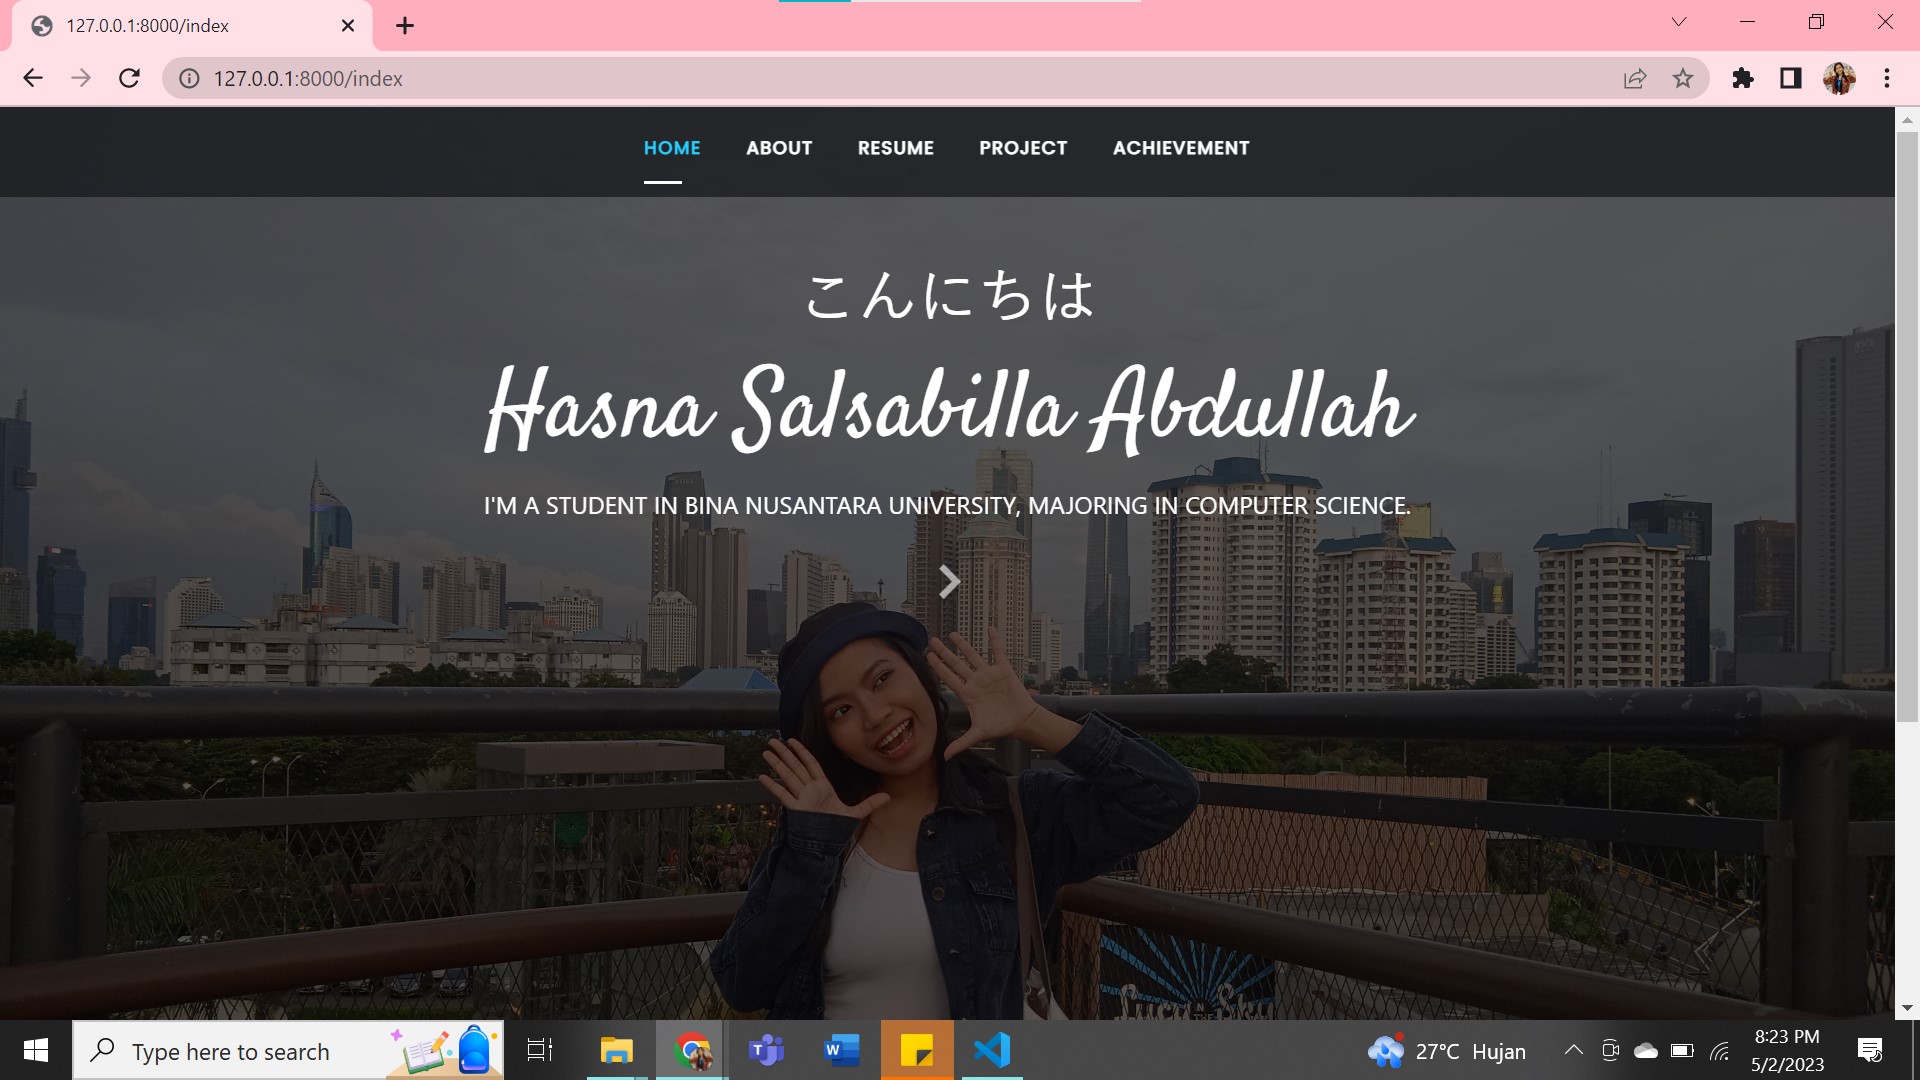 127.0.0.1:8000/index
127.0.0.1:8000/index
HOME ABOUT RESUME PROJECT ACHIEVEMENT
こんにちは
Hasna Salsabilla Abdullah
I'M A STUDENT IN BINA NUSANTARA UNIVERSITY, MAJORING IN COMPUTER SCIENCE.
Type here to search
27°C Hujan
8:23 PM
5/2/2023